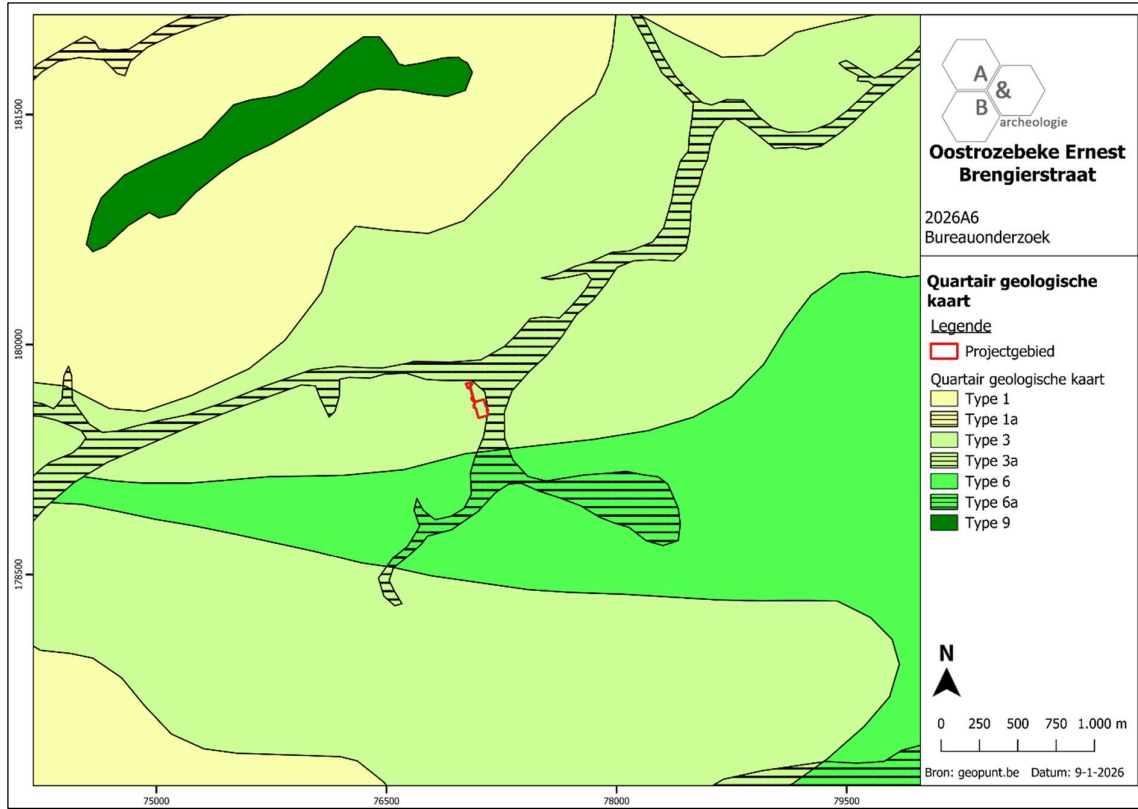 181500
180000
178500
75000
76500
78000
79500
A
&
B
archeologie
Oostrozebeke Ernest
Brengierstraat
2026A6
Bureauonderzoek
Quartair geologische
kaart
Legende
Projectgebied
Quartair geologische kaart
Type 1
Type 1a
Type 3
Type 3a
Type 6
Type 6a
Type 9
N
0 250 500 750 1.000 m
Bron: geopunt.be Datum: 9-1-2026